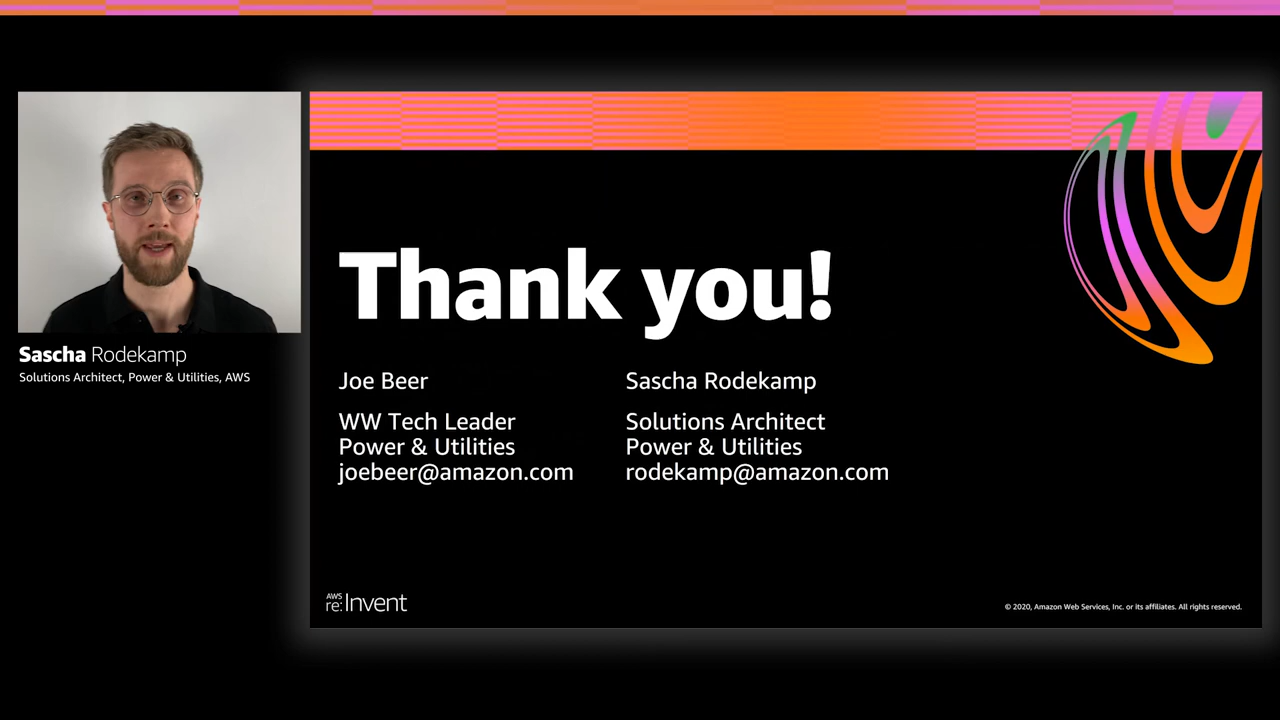 Sascha Rodekamp
Solutions Architect, Power & Utilities, AWS
Thank you!
Joe Beer
WW Tech Leader
Power & Utilities
joebeer@amazon.com
Sascha Rodekamp
Solutions Architect
Power & Utilities
rodekamp@amazon.com
AWS
re:Invent
© 2020, Amazon Web Services, Inc. or its affiliates. All rights reserved.